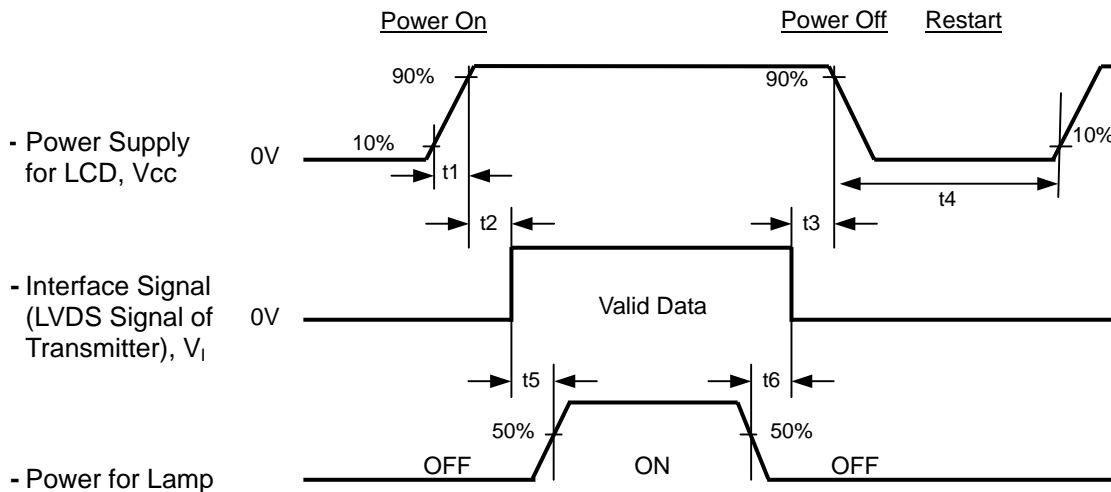 Power On
Power Off
Restart
90%
90%
- Power Supply
for LCD, Vcc
0V
10%
10%
t1
t4
t2
t3
- Interface Signal
(LVDS Signal of
Transmitter), V_I
0V
Valid Data
t5
t6
50%
50%
- Power for Lamp
OFF
ON
OFF